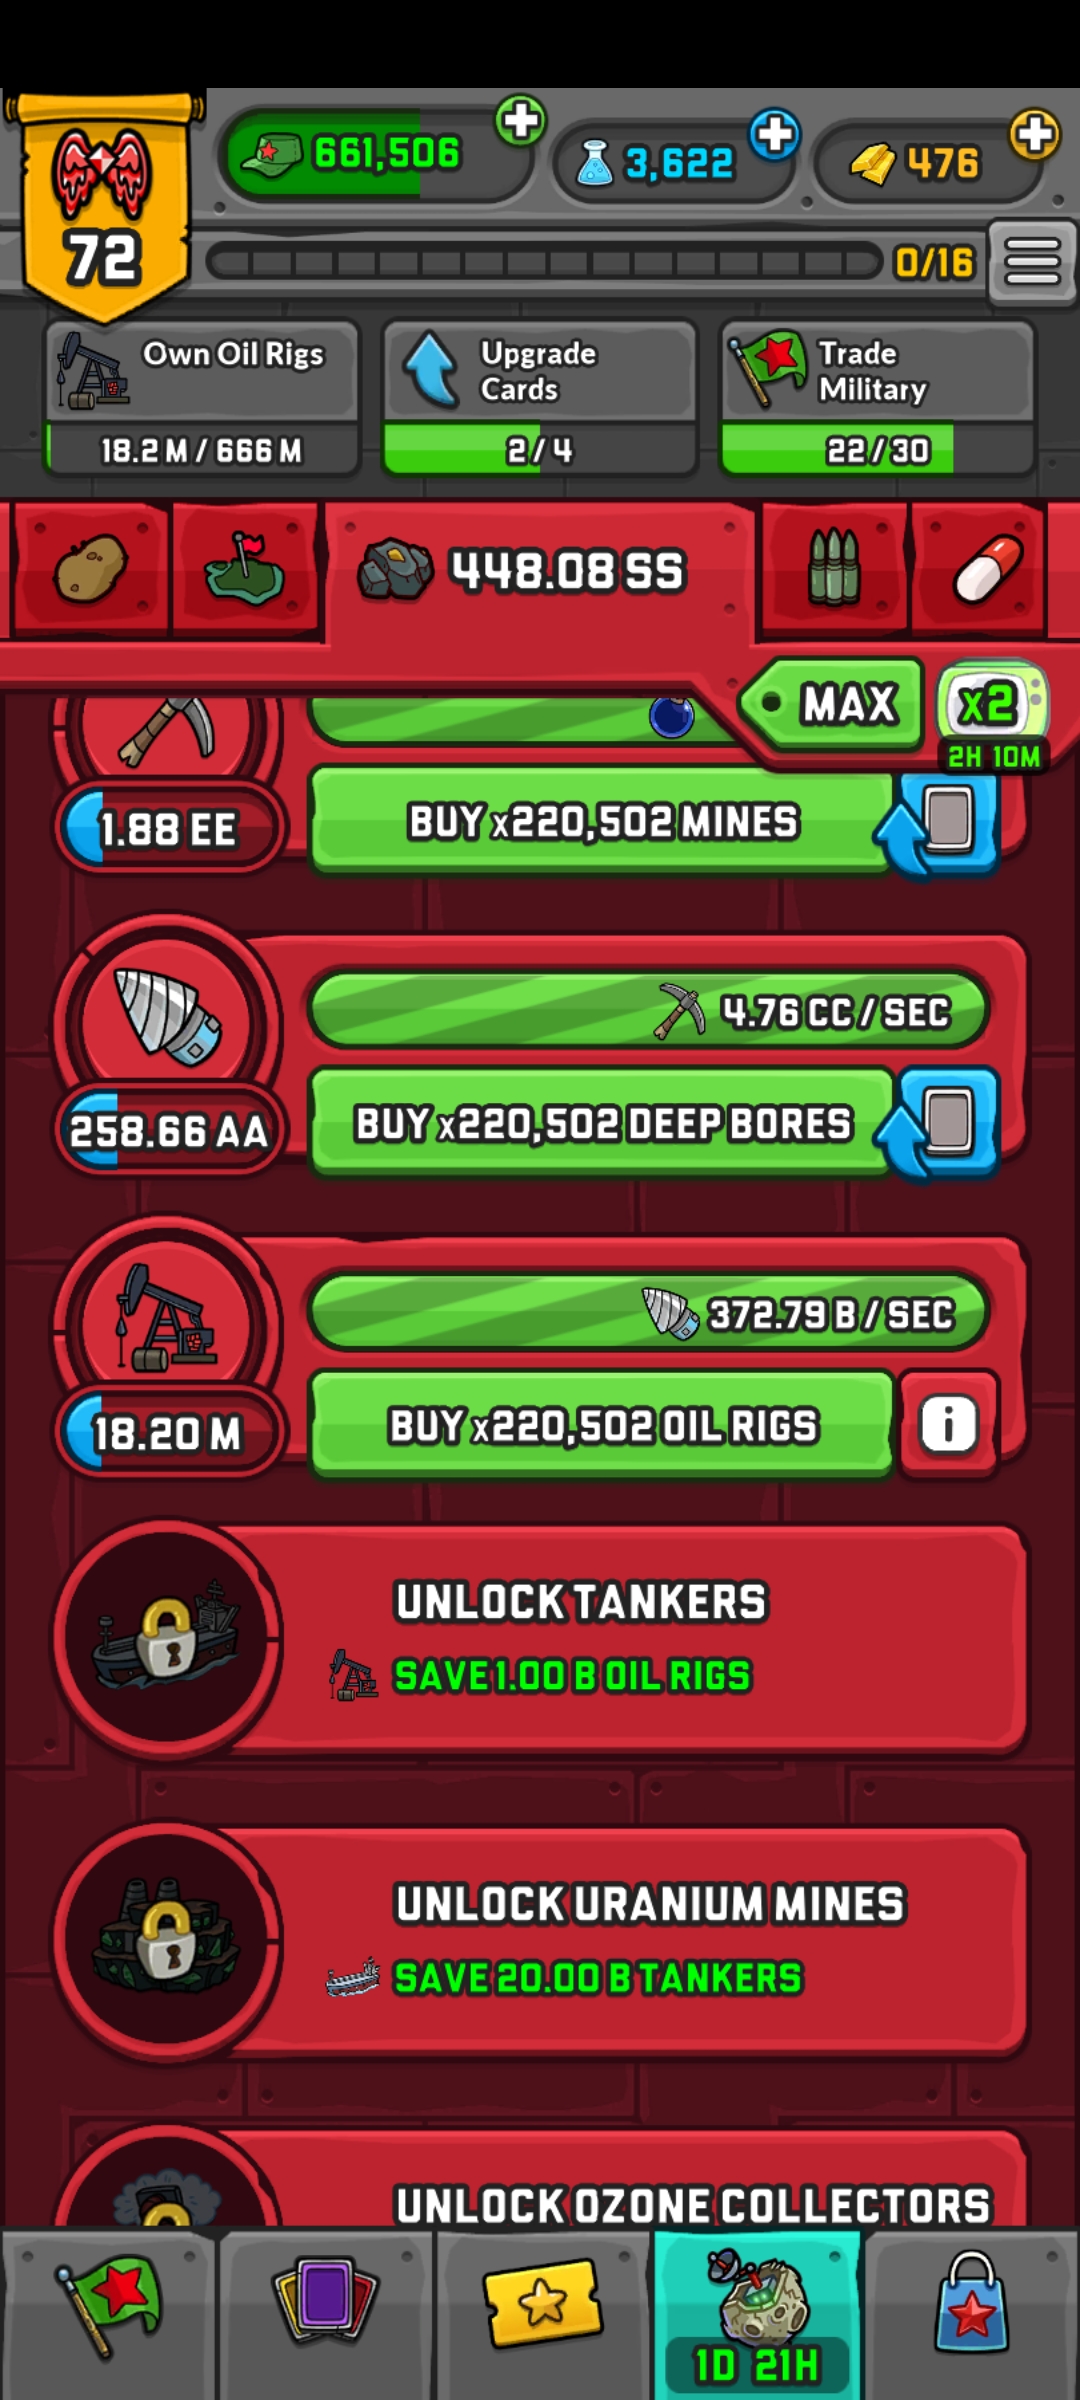 661,506
3,622
476
72
0/16
Own Oil Rigs
18.2 M / 666 M
Upgrade
Cards
2 / 4
Trade
Military
22 / 30
448.08 SS
MAX
x2
2H 10M
1.88 EE
BUY x220,502 MINES
4.76 CC / SEC
258.66 AA
BUY x220,502 DEEP BORES
372.79 B / SEC
18.20 M
BUY x220,502 OIL RIGS
i
UNLOCK TANKERS
SAVE 1.00 B OIL RIGS
UNLOCK URANIUM MINES
SAVE 20.00 B TANKERS
UNLOCK OZONE COLLECTORS
1D 21H